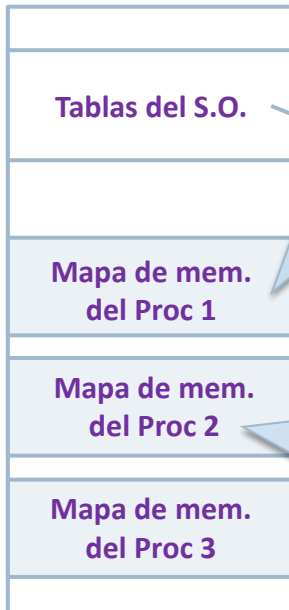 Tablas del S.O.
Mapa de mem.
del Proc 1
Mapa de mem.
del Proc 2
Mapa de mem.
del Proc 3